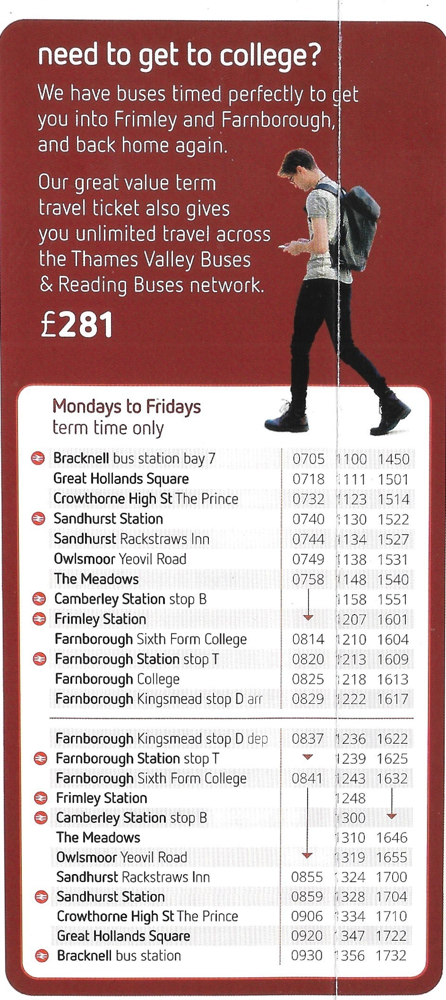 need to get to college?
We have buses timed perfectly to get
you into Frimley and Farnborough,
and back home again.
Our great value term
travel ticket also gives
you unlimited travel across
the Thames Valley Buses
& Reading Buses network.
£281
Mondays to Fridays
term time only
Bracknell bus station bay 7 0705 1100 1450
Great Hollands Square 0718 1111 1501
Crowthorne High St The Prince 0732 1123 1514
Sandhurst Station 0740 1130 1522
Sandhurst Rackstraws Inn 0744 1134 1527
Owlsmoor Yeovil Road 0749 1138 1531
The Meadows 0758 1148 1540
Camberley Station stop B 1158 1551
Frimley Station 1207 1601
Farnborough Sixth Form College 0814 1210 1604
Farnborough Station stop T 0820 1213 1609
Farnborough College 0825 1218 1613
Farnborough Kingsmead stop D arr 0829 1222 1617
Farnborough Kingsmead stop D dep 0837 1236 1622
Farnborough Station stop T 1239 1625
Farnborough Sixth Form College 0841 1243 1632
Frimley Station 1248
Camberley Station stop B 1300
The Meadows 1310 1646
Owlsmoor Yeovil Road 1319 1655
Sandhurst Rackstraws Inn 0855 1324 1700
Sandhurst Station 0859 1328 1704
Crowthorne High St The Prince 0906 1334 1710
Great Hollands Square 0920 1347 1722
Bracknell bus station 0930 1356 1732